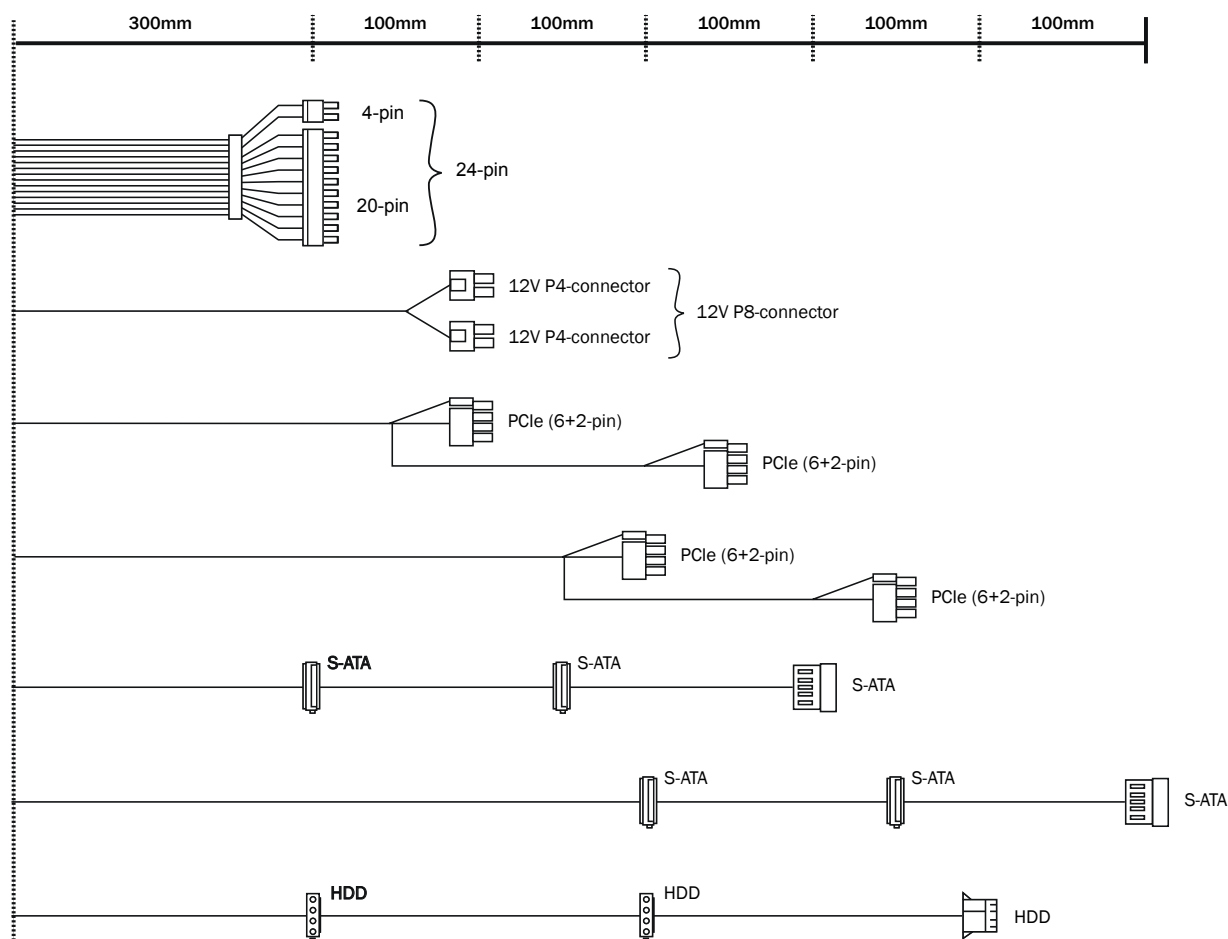 300mm 100mm 100mm 100mm 100mm 100mm
4-pin
24-pin
20-pin
12V P4-connector
12V P8-connector
12V P4-connector
PCIe (6+2-pin)
PCIe (6+2-pin)
PCIe (6+2-pin)
PCIe (6+2-pin)
S-ATA S-ATA
S-ATA
S-ATA S-ATA
S-ATA
HDD HDD
HDD